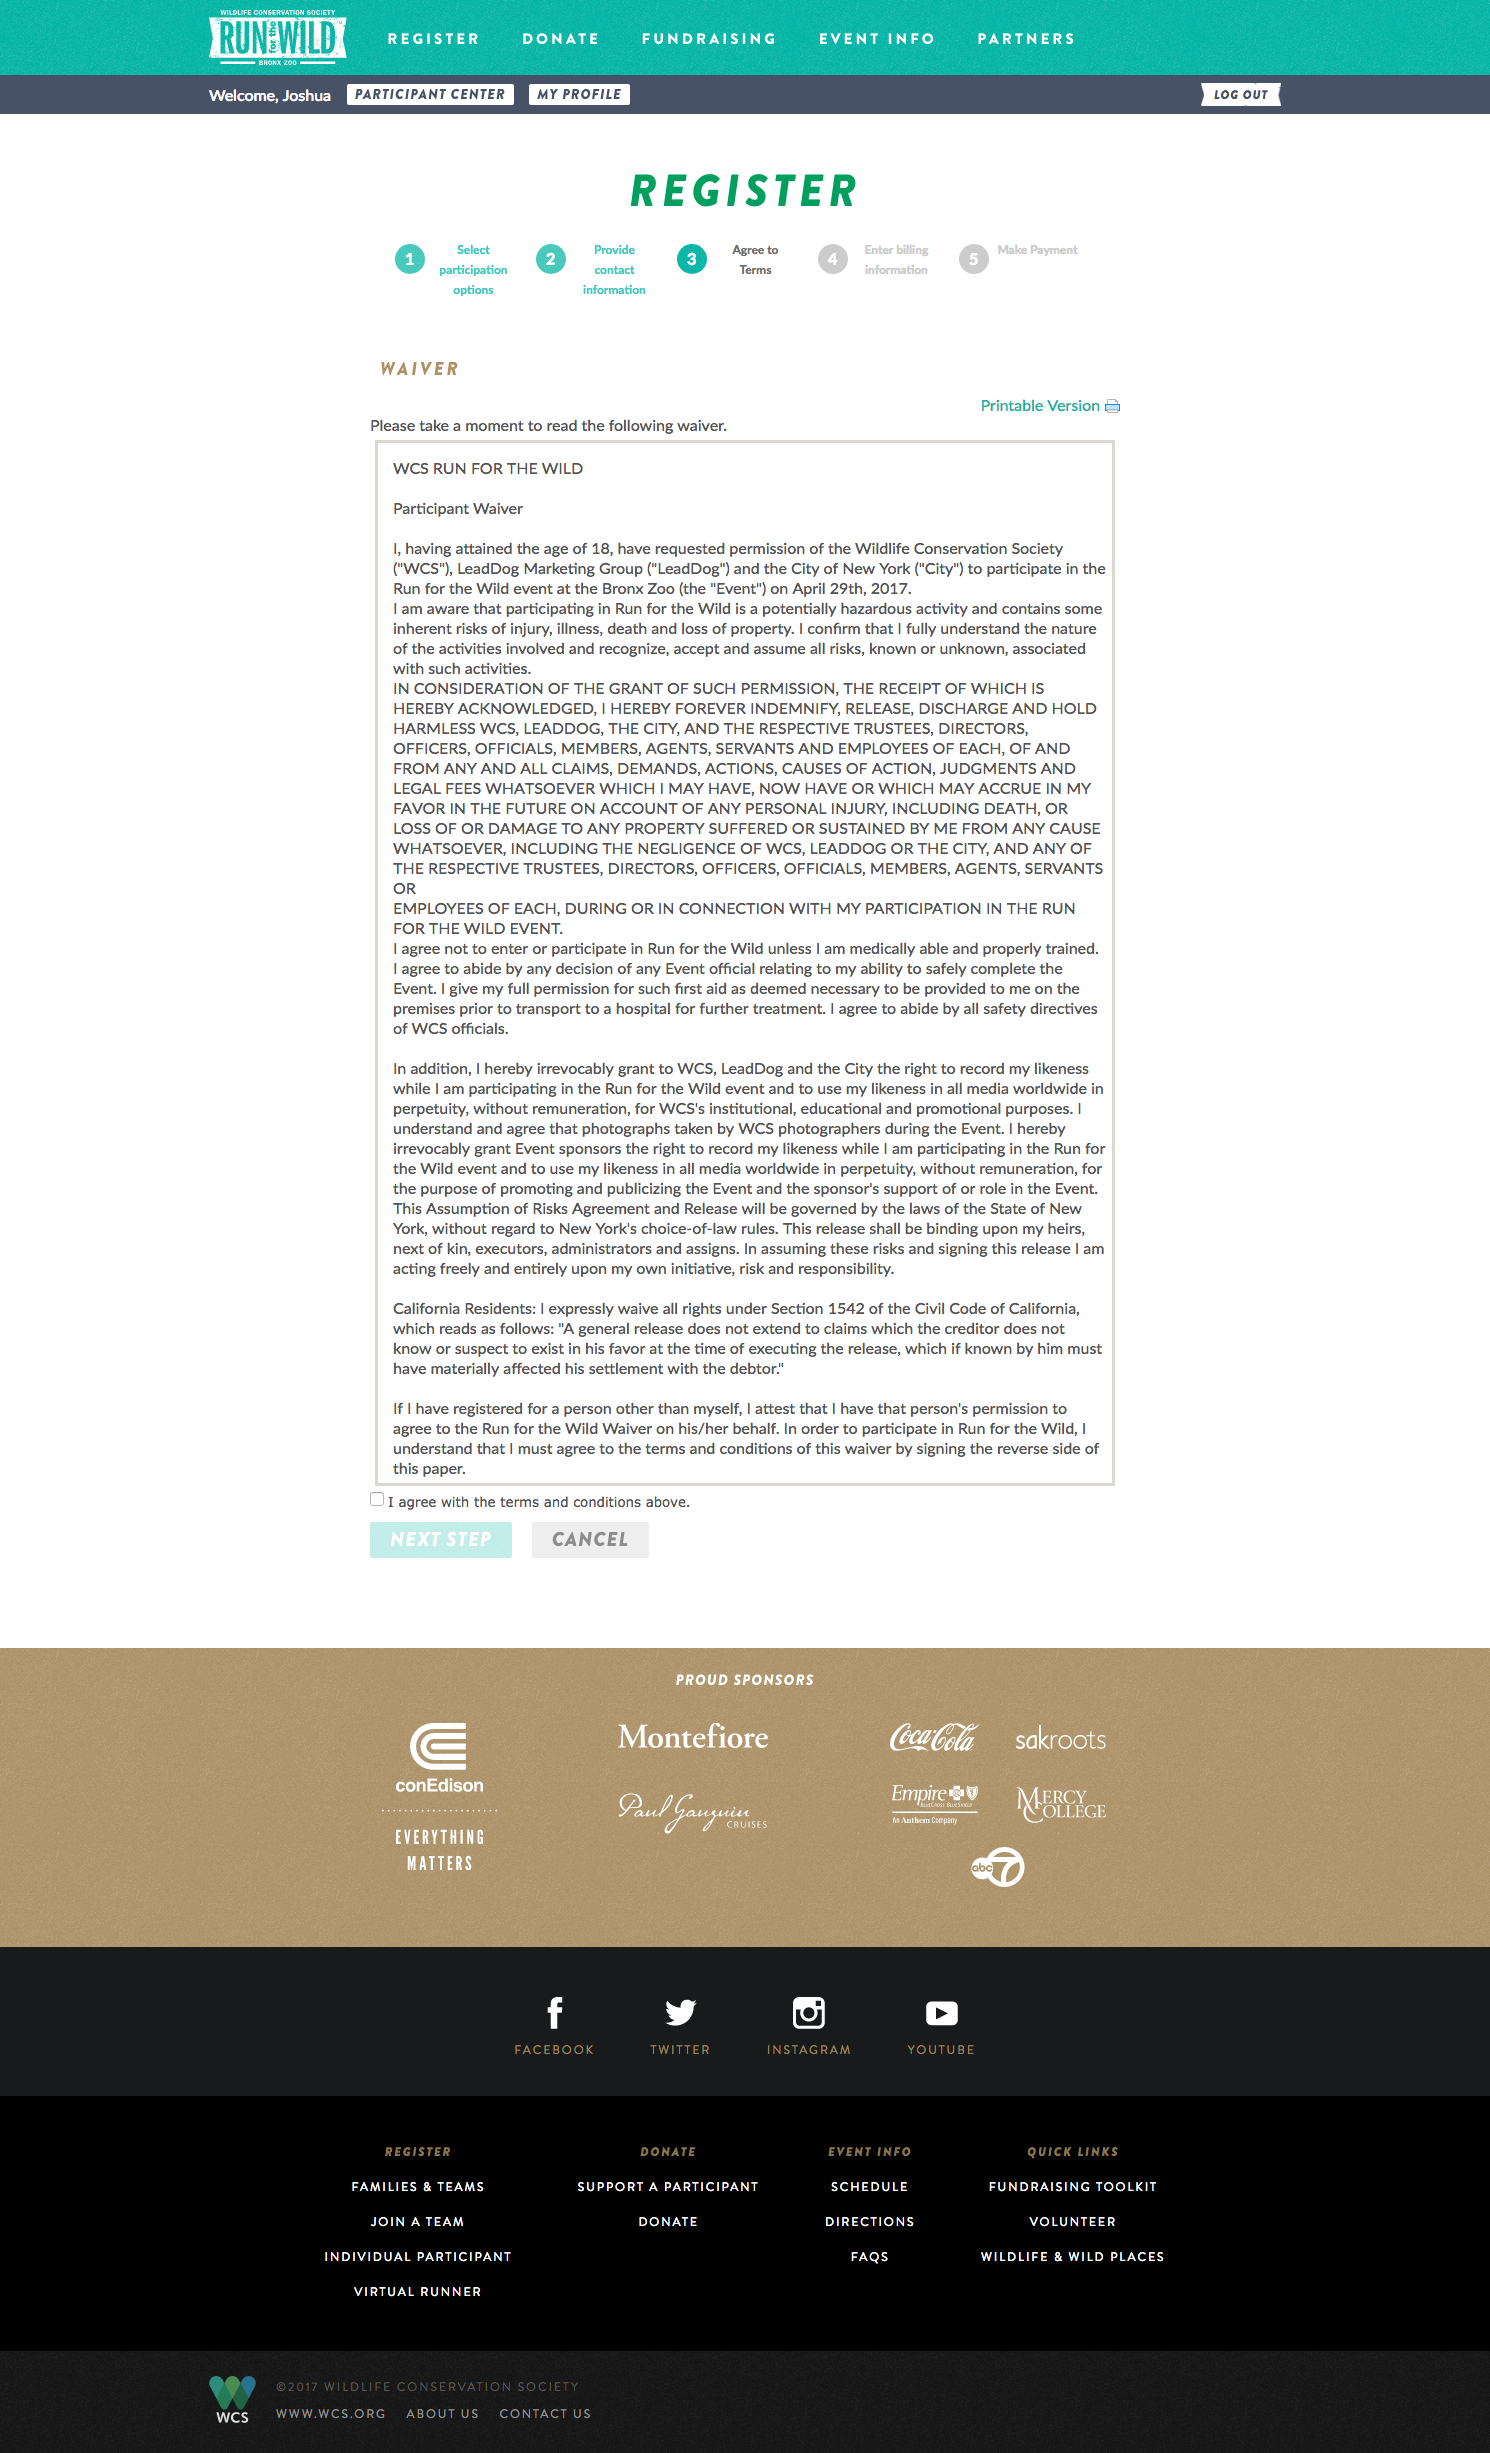 WILDLIFE CONSERVATION SOCIETY
RUN for the WILD
BRONX ZOO
REGISTER DONATE FUNDRAISING EVENT INFO PARTNERS
Welcome, Joshua PARTICIPANT CENTER MY PROFILE LOG OUT
REGISTER
1 Select participation options
2 Provide contact information
3 Agree to Terms
4 Enter billing information
5 Make Payment
WAIVER
Printable Version
Please take a moment to read the following waiver.
WCS RUN FOR THE WILD
Participant Waiver
I, having attained the age of 18, have requested permission of the Wildlife Conservation Society
("WCS"), LeadDog Marketing Group ("LeadDog") and the City of New York ("City") to participate in the
Run for the Wild event at the Bronx Zoo (the "Event") on April 29th, 2017.
I am aware that participating in Run for the Wild is a potentially hazardous activity and contains some
inherent risks of injury, illness, death and loss of property. I confirm that I fully understand the nature
of the activities involved and recognize, accept and assume all risks, known or unknown, associated
with such activities.
IN CONSIDERATION OF THE GRANT OF SUCH PERMISSION, THE RECEIPT OF WHICH IS
HEREBY ACKNOWLEDGED, I HEREBY FOREVER INDEMNIFY, RELEASE, DISCHARGE AND HOLD
HARMLESS WCS, LEADDOG, THE CITY, AND THE RESPECTIVE TRUSTEES, DIRECTORS,
OFFICERS, OFFICIALS, MEMBERS, AGENTS, SERVANTS AND EMPLOYEES OF EACH, OF AND
FROM ANY AND ALL CLAIMS, DEMANDS, ACTIONS, CAUSES OF ACTION, JUDGMENTS AND
LEGAL FEES WHATSOEVER WHICH I MAY HAVE, NOW HAVE OR WHICH MAY ACCRUE IN MY
FAVOR IN THE FUTURE ON ACCOUNT OF ANY PERSONAL INJURY, INCLUDING DEATH, OR
LOSS OF OR DAMAGE TO ANY PROPERTY SUFFERED OR SUSTAINED BY ME FROM ANY CAUSE
WHATSOEVER, INCLUDING THE NEGLIGENCE OF WCS, LEADDOG OR THE CITY, AND ANY OF
THE RESPECTIVE TRUSTEES, DIRECTORS, OFFICERS, OFFICIALS, MEMBERS, AGENTS, SERVANTS
OR
EMPLOYEES OF EACH, DURING OR IN CONNECTION WITH MY PARTICIPATION IN THE RUN
FOR THE WILD EVENT.
I agree not to enter or participate in Run for the Wild unless I am medically able and properly trained.
I agree to abide by any decision of any Event official relating to my ability to safely complete the
Event. I give my full permission for such first aid as deemed necessary to be provided to me on the
premises prior to transport to a hospital for further treatment. I agree to abide by all safety directives
of WCS officials.
In addition, I hereby irrevocably grant to WCS, LeadDog and the City the right to record my likeness
while I am participating in the Run for the Wild event and to use my likeness in all media worldwide in
perpetuity, without remuneration, for WCS's institutional, educational and promotional purposes. I
understand and agree that photographs taken by WCS photographers during the Event. I hereby
irrevocably grant Event sponsors the right to record my likeness while I am participating in the Run for
the Wild event and to use my likeness in all media worldwide in perpetuity, without remuneration, for
the purpose of promoting and publicizing the Event and the sponsor's support of or role in the Event.
This Assumption of Risks Agreement and Release will be governed by the laws of the State of New
York, without regard to New York's choice-of-law rules. This release shall be binding upon my heirs,
next of kin, executors, administrators and assigns. In assuming these risks and signing this release I am
acting freely and entirely upon my own initiative, risk and responsibility.
California Residents: I expressly waive all rights under Section 1542 of the Civil Code of California,
which reads as follows: "A general release does not extend to claims which the creditor does not
know or suspect to exist in his favor at the time of executing the release, which if known by him must
have materially affected his settlement with the debtor."
If I have registered for a person other than myself, I attest that I have that person's permission to
agree to the Run for the Wild Waiver on his/her behalf. In order to participate in Run for the Wild, I
understand that I must agree to the terms and conditions of this waiver by signing the reverse side of
this paper.
I agree with the terms and conditions above.
NEXT STEP CANCEL
PROUD SPONSORS
conEdison
EVERYTHING
MATTERS
Montefiore
Paul Gauguin
CRUISES
Coca-Cola
sakroots
Empire
BlueCross BlueShield
An Anthem Company
MERCY
COLLEGE
abc 7
FACEBOOK TWITTER INSTAGRAM YOUTUBE
REGISTER DONATE EVENT INFO QUICK LINKS
FAMILIES & TEAMS SUPPORT A PARTICIPANT SCHEDULE FUNDRAISING TOOLKIT
JOIN A TEAM DONATE DIRECTIONS VOLUNTEER
INDIVIDUAL PARTICIPANT FAQS WILDLIFE & WILD PLACES
VIRTUAL RUNNER
WCS
©2017 WILDLIFE CONSERVATION SOCIETY
WWW.WCS.ORG ABOUT US CONTACT US